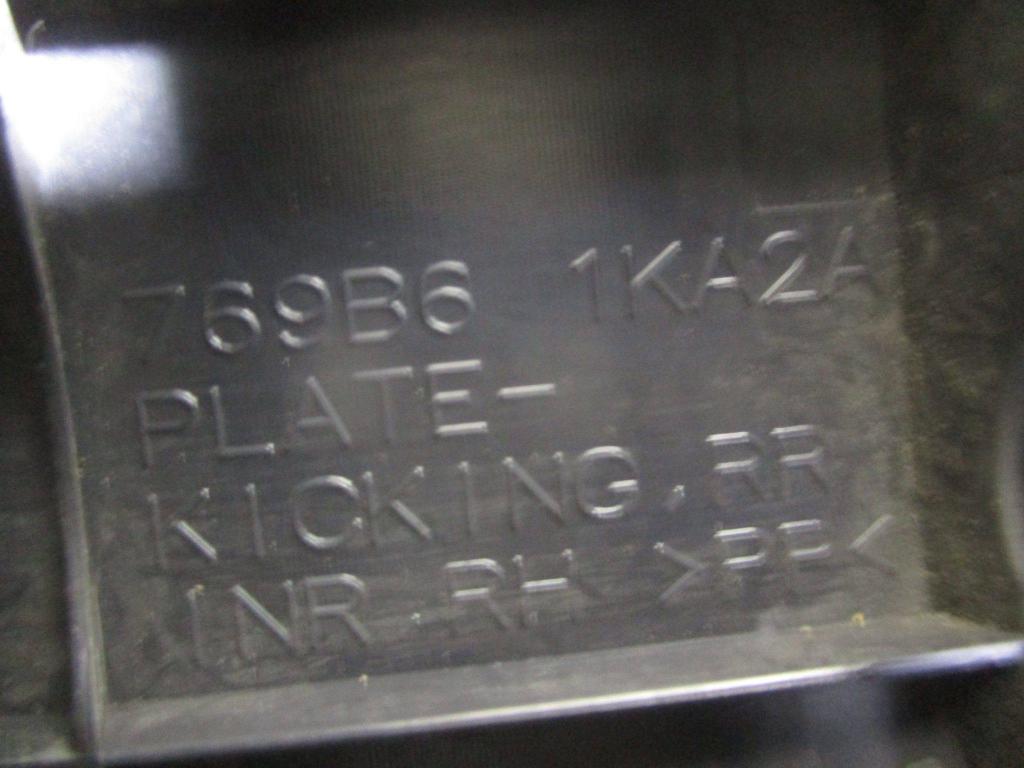 769B6 1KA2A
PLATE-
KICKING,RR
INR,RH >PP<